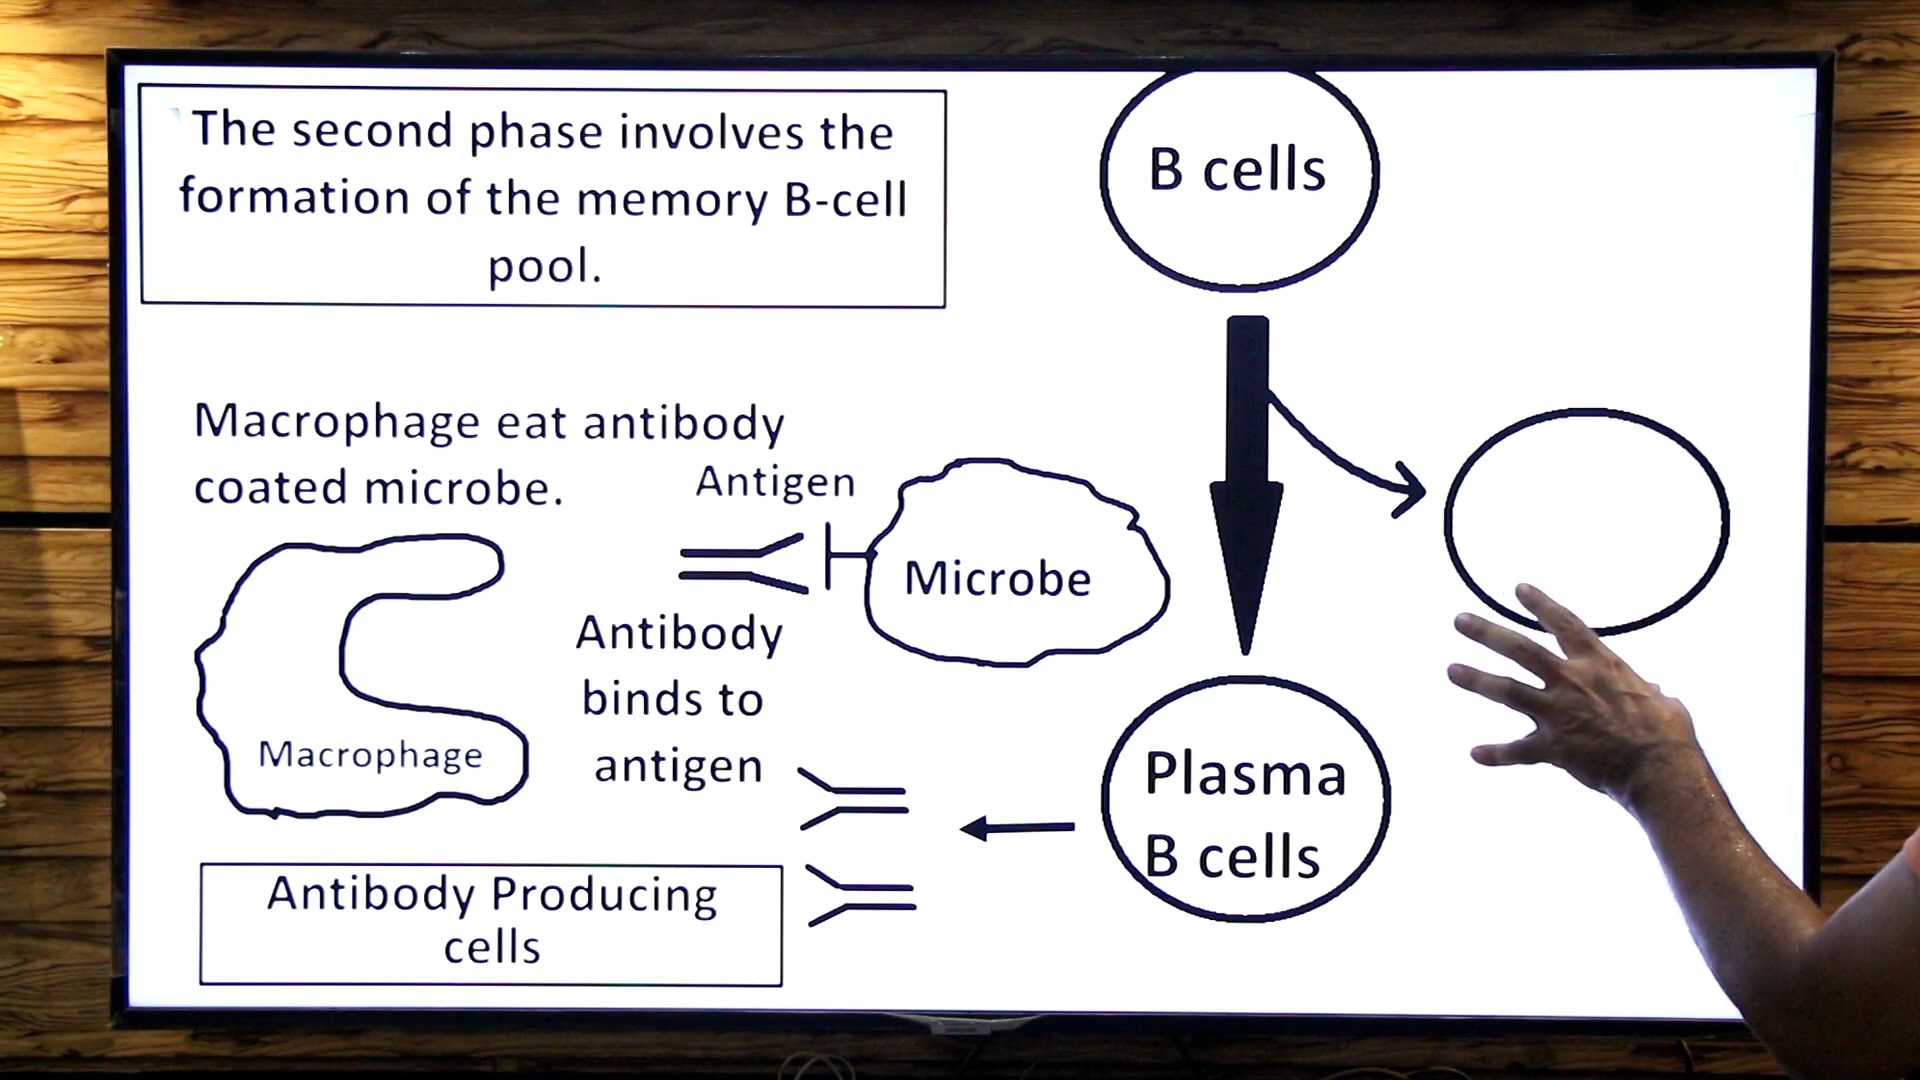 The second phase involves the
formation of the memory B-cell
pool.
B cells
Macrophage eat antibody
coated microbe.
Antigen
Microbe
Antibody
binds to
antigen
Macrophage
Plasma
B cells
Antibody Producing
cells